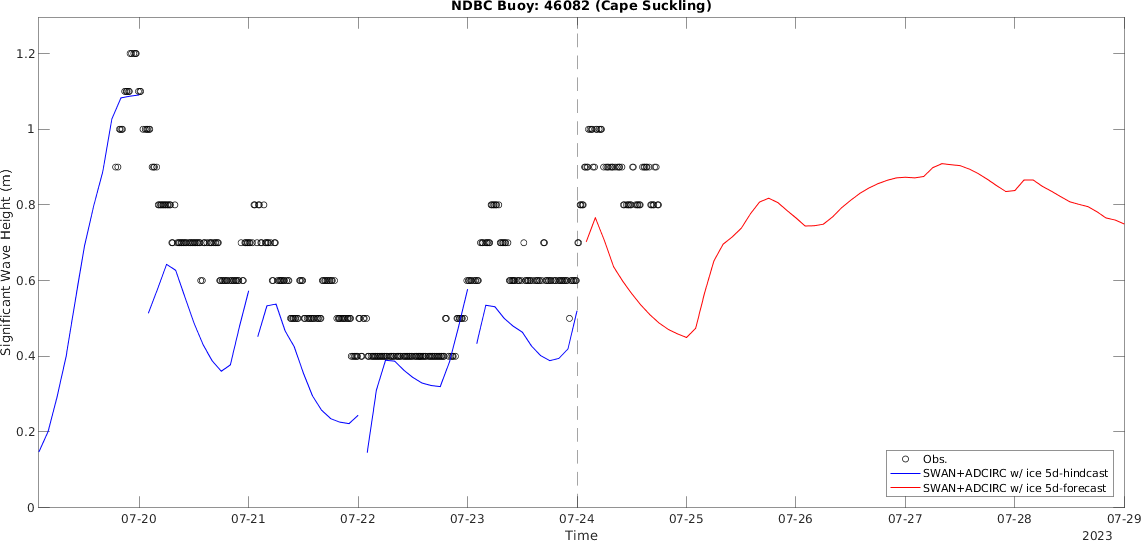 NDBC Buoy: 46082 (Cape Suckling)
Significant Wave Height (m)
1.2
1
0.8
0.6
0.4
0.2
0
Obs.
SWAN+ADCIRC w/ ice 5d-hindcast
SWAN+ADCIRC w/ ice 5d-forecast
07-20 07-21 07-22 07-23 07-24 07-25 07-26 07-27 07-28 07-29
Time
2023